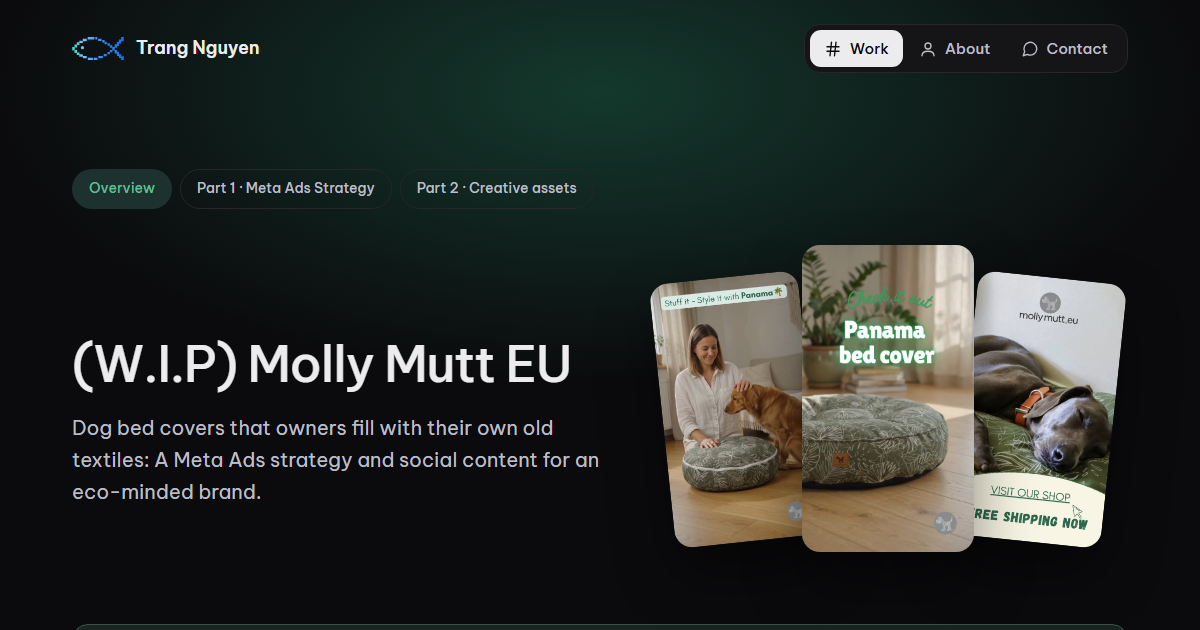 Trang Nguyen
Work
About
Contact
Overview
Part 1 · Meta Ads Strategy
Part 2 · Creative assets
(W.I.P) Molly Mutt EU
Dog bed covers that owners fill with their own old
textiles: A Meta Ads strategy and social content for an
eco-minded brand.
Stuff it - Style it with Panama
Check it out
Panama
bed cover
molly mutt.eu
VISIT OUR SHOP
REE SHIPPING NOW